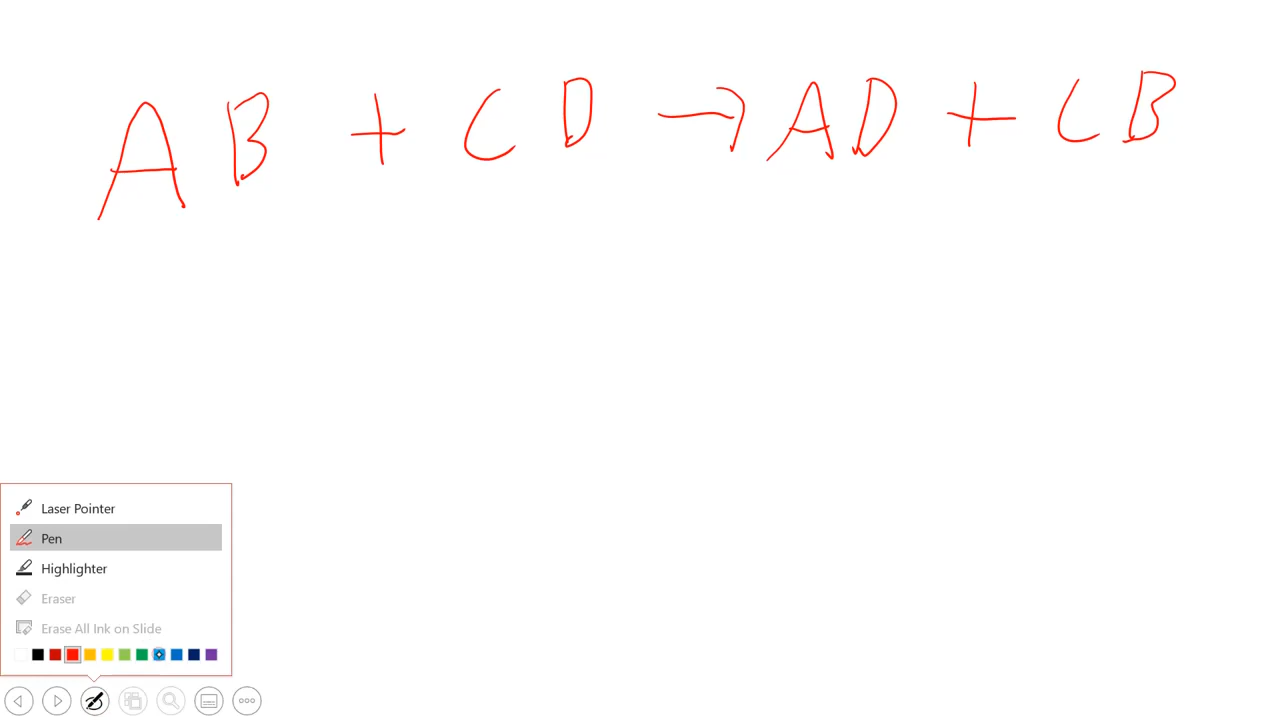 AB + CD → AD + CB
Laser Pointer
Pen
Highlighter
Eraser
Erase All Ink on Slide